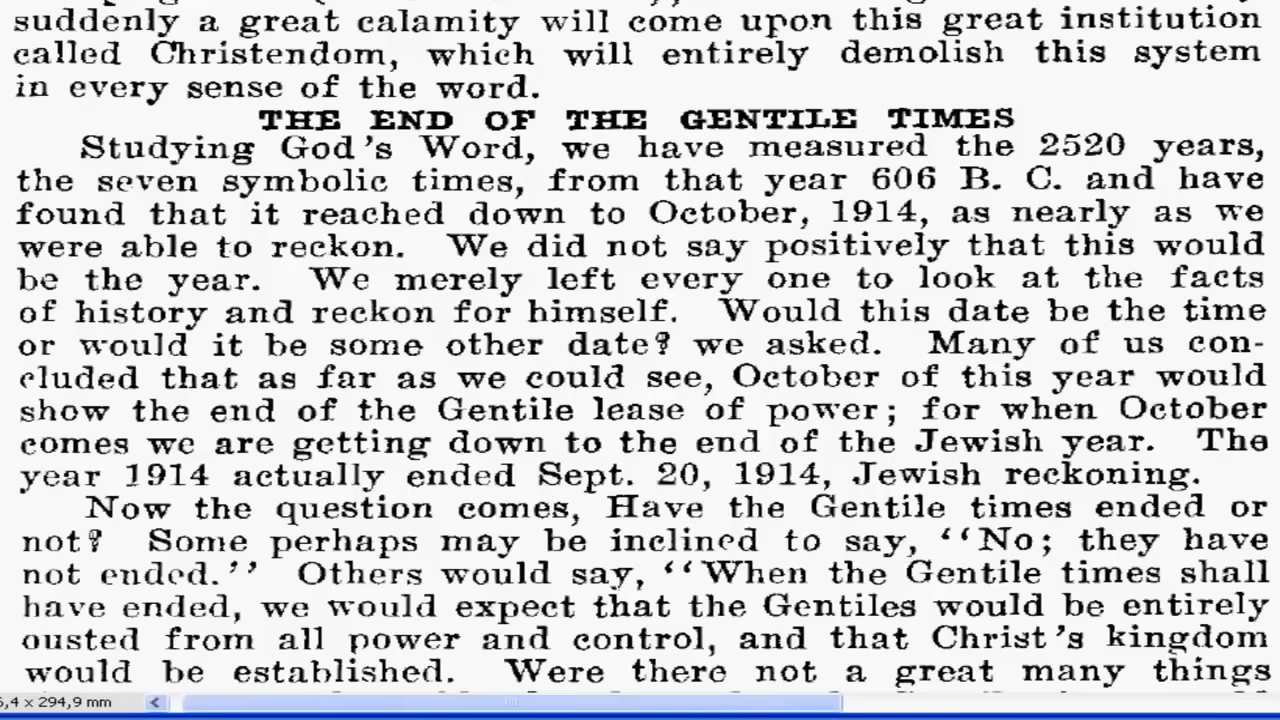 suddenly a great calamity will come upon this great institution
called Christendom, which will entirely demolish this system
in every sense of the word.
THE END OF THE GENTILE TIMES
Studying God's Word, we have measured the 2520 years,
the seven symbolic times, from that year 606 B. C. and have
found that it reached down to October, 1914, as nearly as we
were able to reckon. We did not say positively that this would
be the year. We merely left every one to look at the facts
of history and reckon for himself. Would this date be the time
or would it be some other date? we asked. Many of us con-
cluded that as far as we could see, October of this year would
show the end of the Gentile lease of power; for when October
comes we are getting down to the end of the Jewish year. The
year 1914 actually ended Sept. 20, 1914, Jewish reckoning.
Now the question comes, Have the Gentile times ended or
not? Some perhaps may be inclined to say, ''No; they have
not ended.'' Others would say, ''When the Gentile times shall
have ended, we would expect that the Gentiles would be entirely
ousted from all power and control, and that Christ's kingdom
would be established. Were there not a great many things
6,4 x 294,9 mm